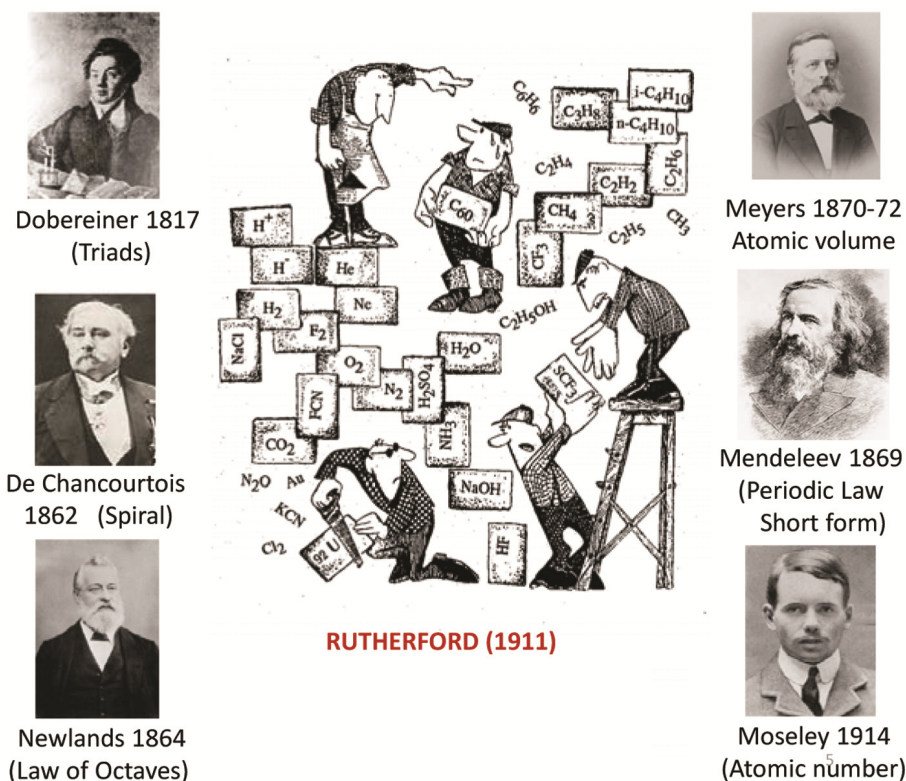 Dobereiner 1817
(Triads)
De Chancourtois
1862 (Spiral)
Newlands 1864
(Law of Octaves)
C6H6
C3H8
i-C4H10
n-C4H10
C2H4
C2H2
C2H6
C60
CH4
CH3
CF3
C2H5
H+
H-
He
H2
Ne
F2
C2H5OH
NaCl
O2
H2O
N2
H2SO4
SCF3
FCN
NH3
CO2
N2O
Au
NaOH
KCN
Cl2
92 U
HF
RUTHERFORD (1911)
Meyers 1870-72
Atomic volume
Mendeleev 1869
(Periodic Law
Short form)
Moseley 1914
(Atomic number)
5